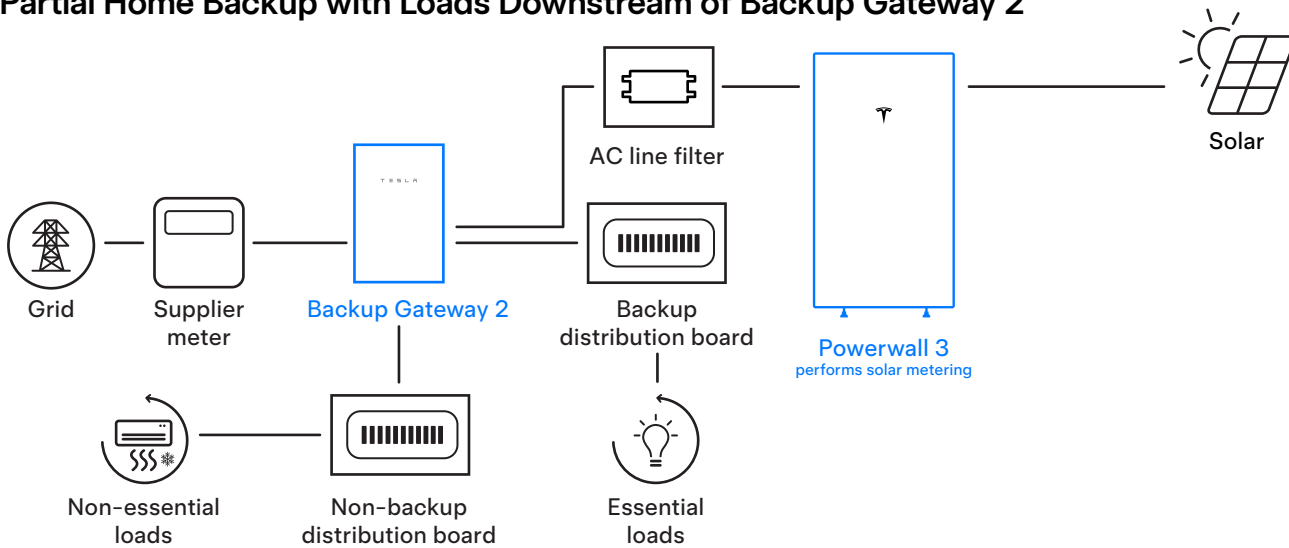 Partial Home Backup with Loads Downstream of Backup Gateway 2
Solar
AC line filter
TESLA
Grid
Supplier
meter
Backup Gateway 2
Backup
distribution board
Powerwall 3
performs solar metering
Non-essential
loads
Non-backup
distribution board
Essential
loads